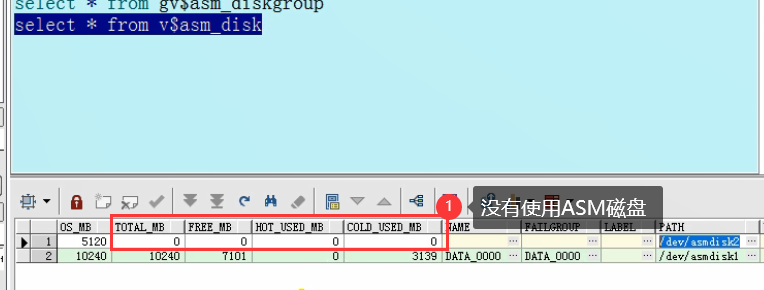 select * from gv$asm_diskgroup
select * from v$asm_disk
1 没有使用ASM磁盘
OS_MB TOTAL_MB FREE_MB HOT_USED_MB COLD_USED_MB NAME FAILGROUP LABEL PATH
1 5120 0 0 0 0 ... ... ... /dev/asmdisk2 ...
2 10240 10240 7101 0 3139 DATA_0000 ... DATA_0000 ... ... /dev/asmdisk1 ...